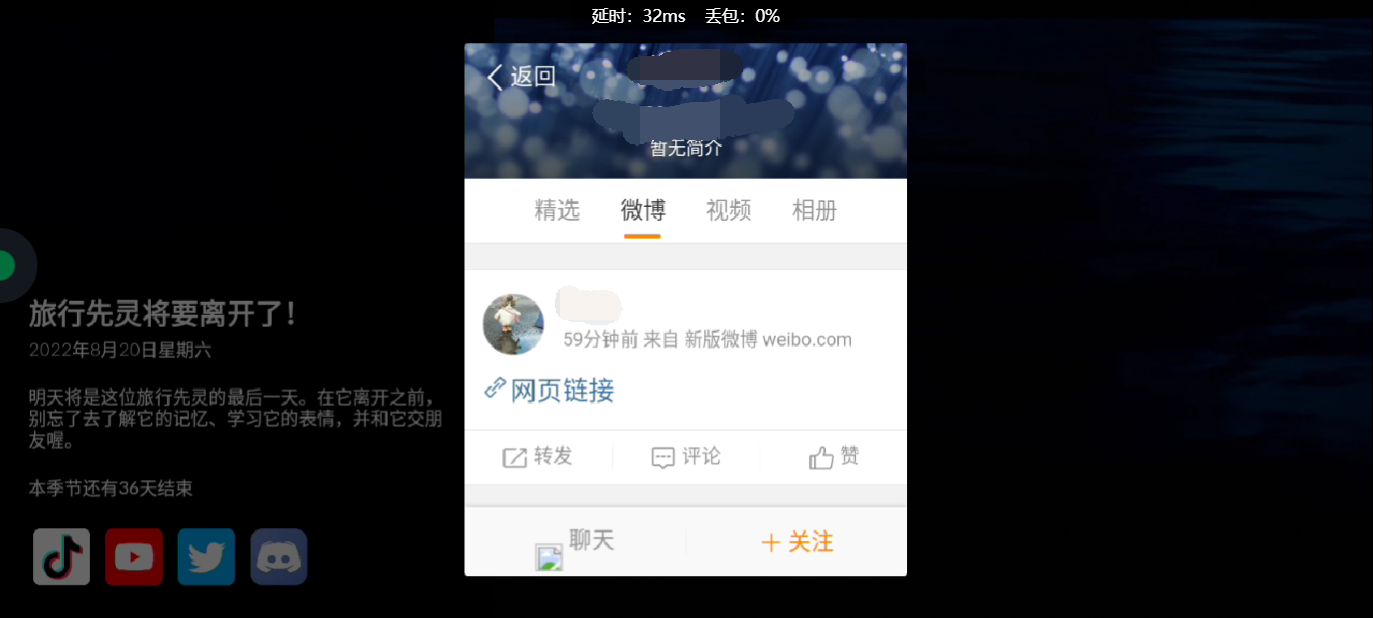 延时：32ms 丢包：0%
返回
暂无简介
精选 微博 视频 相册
59分钟前 来自 新版微博 weibo.com
网页链接
转发 评论 赞
聊天 + 关注
旅行先灵将要离开了！
2022年8月20日星期六
明天将是这位旅行先灵的最后一天。在它离开之前，
别忘了去了解它的记忆、学习它的表情，并和它交朋
友喔。
本季节还有36天结束